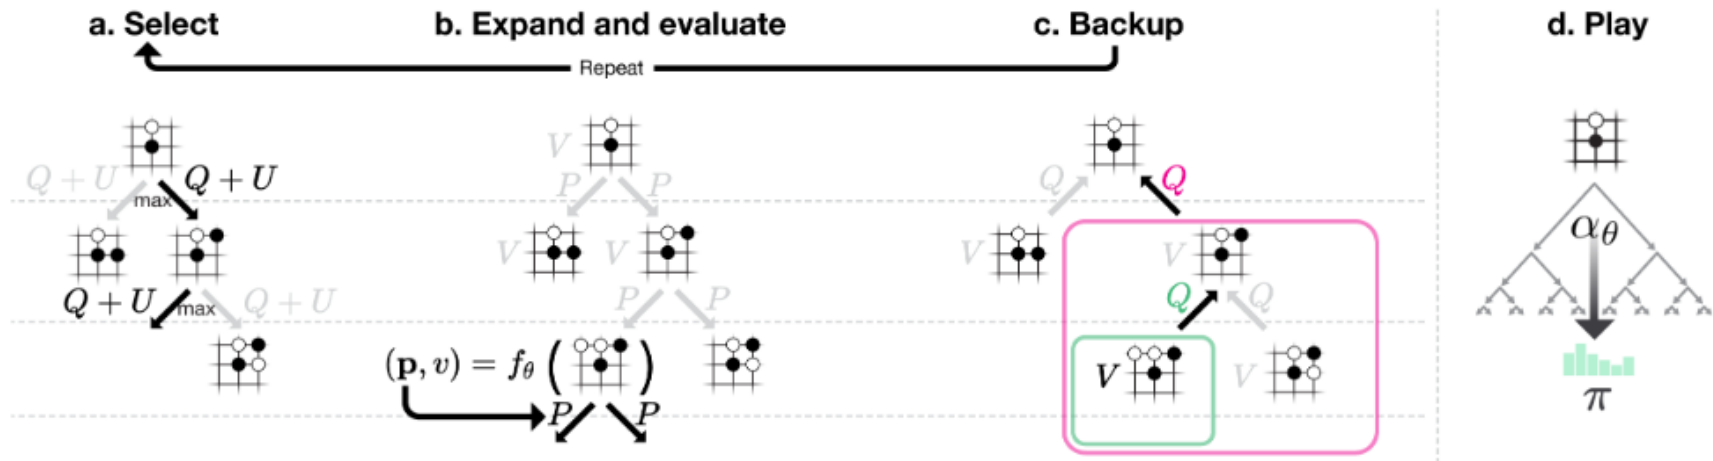 a. Select
b. Expand and evaluate
c. Backup
d. Play
Repeat
Q + U
max
Q + U
Q + U
max
Q + U
V
P
P
V
V
P
P
(p, v) = fθ ( )
P
P
Q
Q
V
V
Q
Q
V
V
αθ
π